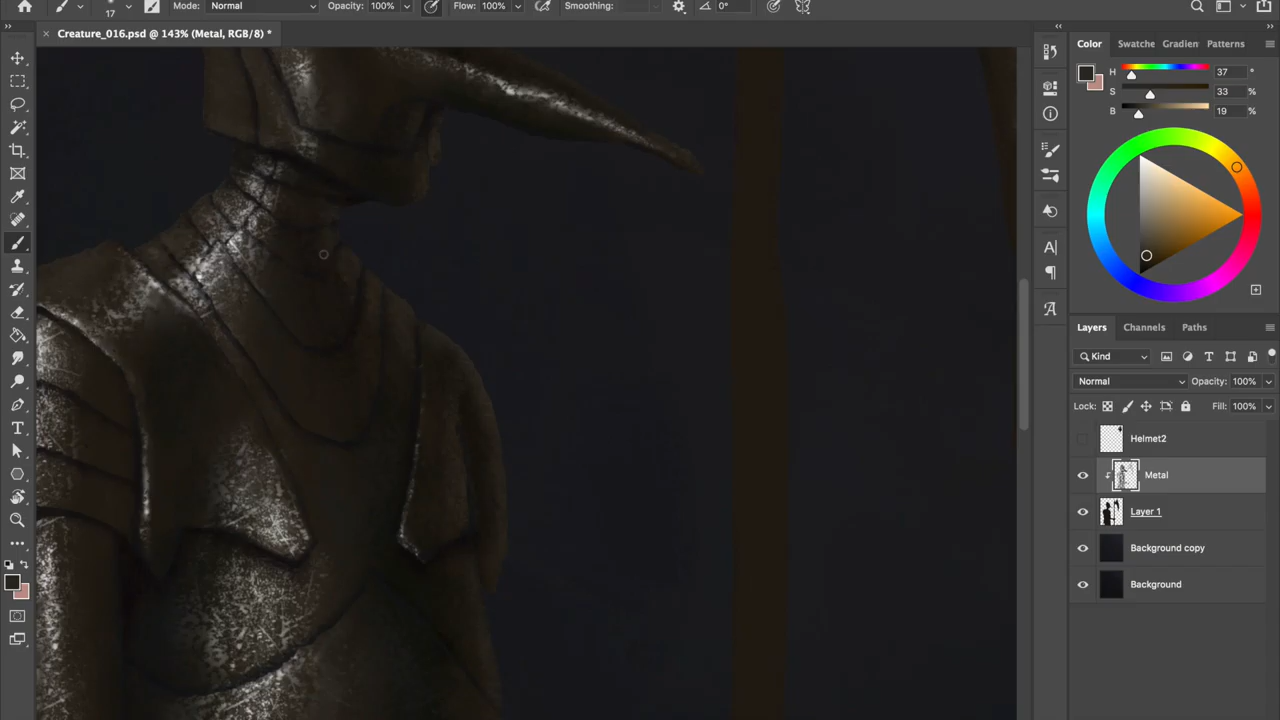 Mode: Normal Opacity: 100% Flow: 100% Smoothing: 0°
17
Creature_016.psd @ 143% (Metal, RGB/8) *
Color Swatche Gradien Patterns
H 37 °
S 33 %
B 19 %
Layers Channels Paths
Kind
Normal Opacity: 100%
Lock: Fill: 100%
Helmet2
Metal
Layer 1
Background copy
Background